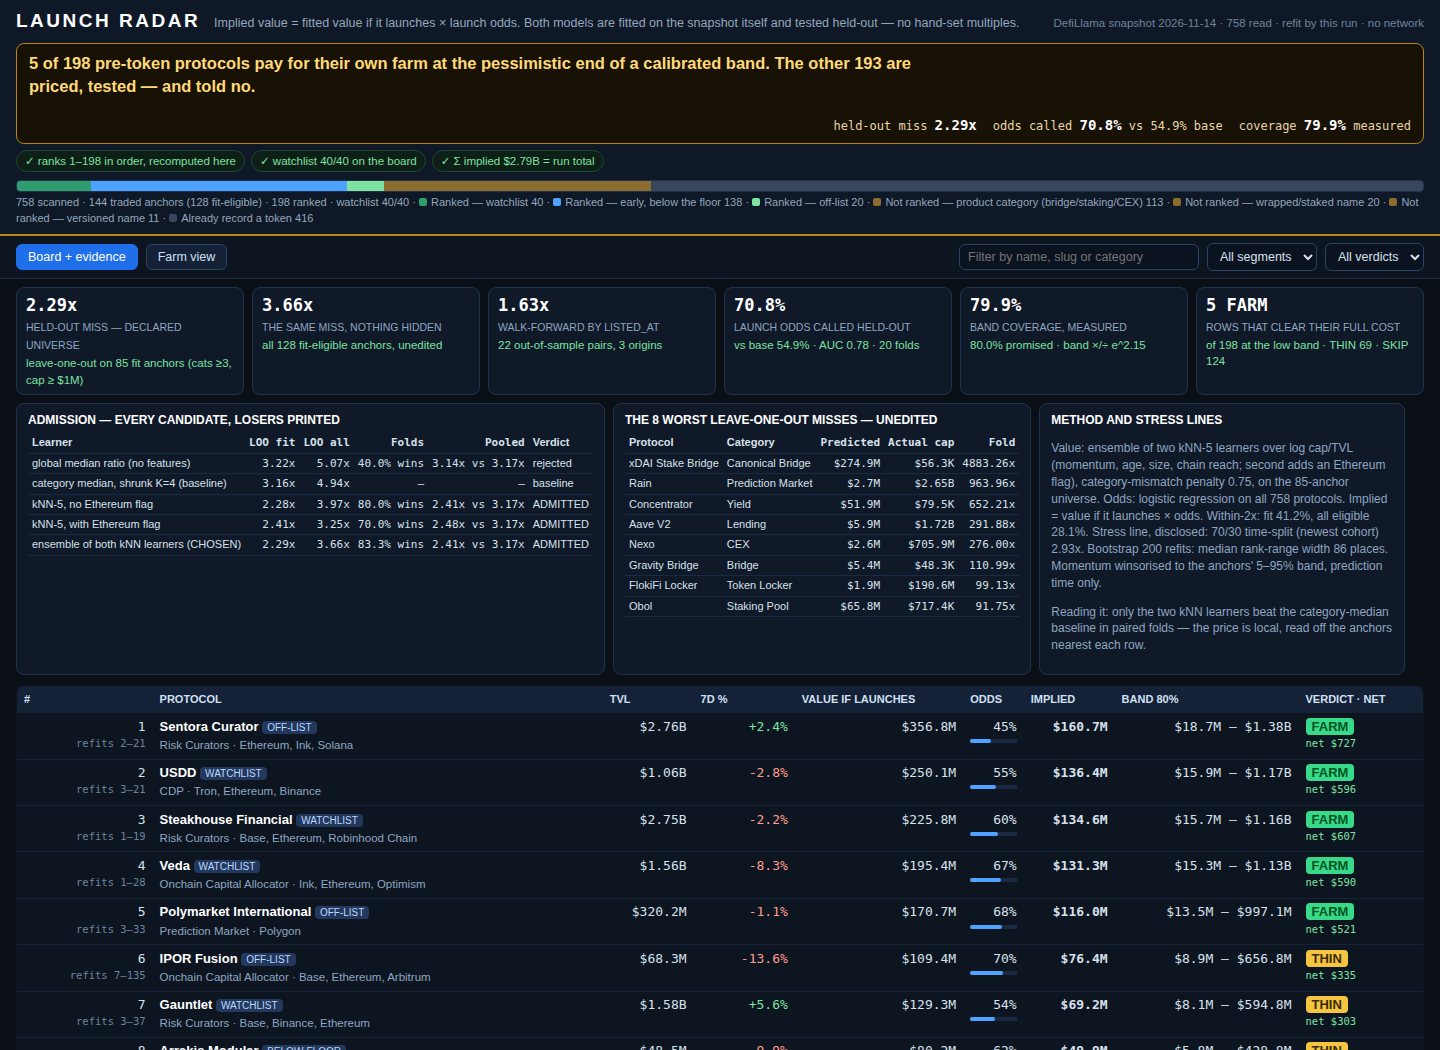 LAUNCH RADAR Implied value = fitted value if it launches × launch odds. Both models are fitted on the snapshot itself and tested held-out — no hand-set multiples. DefiLlama snapshot 2026-11-14 · 758 read · refit by this run · no network
5 of 198 pre-token protocols pay for their own farm at the pessimistic end of a calibrated band. The other 193 are
priced, tested — and told no.
held-out miss 2.29x odds called 70.8% vs 54.9% base coverage 79.9% measured
✓ ranks 1–198 in order, recomputed here ✓ watchlist 40/40 on the board ✓ Σ implied $2.79B = run total
758 scanned · 144 traded anchors (128 fit-eligible) · 198 ranked · watchlist 40/40 · Ranked — watchlist 40 · Ranked — early, below the floor 138 · Ranked — off-list 20 · Not ranked — product category (bridge/staking/CEX) 113 · Not ranked — wrapped/staked name 20 · Not
ranked — versioned name 11 · Already record a token 416
Board + evidence Farm view Filter by name, slug or category All segments All verdicts
2.29x 3.66x 1.63x 70.8% 79.9% 5 FARM
HELD-OUT MISS — DECLARED THE SAME MISS, NOTHING HIDDEN WALK-FORWARD BY LISTED_AT LAUNCH ODDS CALLED HELD-OUT BAND COVERAGE, MEASURED ROWS THAT CLEAR THEIR FULL COST
UNIVERSE all 128 fit-eligible anchors, unedited 22 out-of-sample pairs, 3 origins vs base 54.9% · AUC 0.78 · 20 folds 80.0% promised · band ×/÷ e^2.15 of 198 at the low band · THIN 69 · SKIP
leave-one-out on 85 fit anchors (cats ≥3, 124
cap ≥ $1M)
ADMISSION — EVERY CANDIDATE, LOSERS PRINTED
Learner LOO fit LOO all Folds Pooled Verdict
global median ratio (no features) 3.22x 5.07x 40.0% wins 3.14x vs 3.17x rejected
category median, shrunk K=4 (baseline) 3.16x 4.94x — — baseline
kNN-5, no Ethereum flag 2.28x 3.97x 80.0% wins 2.41x vs 3.17x ADMITTED
kNN-5, with Ethereum flag 2.41x 3.25x 70.0% wins 2.48x vs 3.17x ADMITTED
ensemble of both kNN learners (CHOSEN) 2.29x 3.66x 83.3% wins 2.41x vs 3.17x ADMITTED
THE 8 WORST LEAVE-ONE-OUT MISSES — UNEDITED
Protocol Category Predicted Actual cap Fold
xDAI Stake Bridge Canonical Bridge $274.9M $56.3K 4883.26x
Rain Prediction Market $2.7M $2.65B 963.96x
Concentrator Yield $51.9M $79.5K 652.21x
Aave V2 Lending $5.9M $1.72B 291.88x
Nexo CEX $2.6M $705.9M 276.00x
Gravity Bridge Bridge $5.4M $48.3K 110.99x
FlokiFi Locker Token Locker $1.9M $190.6M 99.13x
Obol Staking Pool $65.8M $717.4K 91.75x
METHOD AND STRESS LINES
Value: ensemble of two kNN-5 learners over log cap/TVL
(momentum, age, size, chain reach; second adds an Ethereum
flag), category-mismatch penalty 0.75, on the 85-anchor
universe. Odds: logistic regression on all 758 protocols. Implied
= value if it launches × odds. Within-2x: fit 41.2%, all eligible
28.1%. Stress line, disclosed: 70/30 time-split (newest cohort)
2.93x. Bootstrap 200 refits: median rank-range width 86 places.
Momentum winsorised to the anchors' 5–95% band, prediction
time only.
Reading it: only the two kNN learners beat the category-median
baseline in paired folds — the price is local, read off the anchors
nearest each row.
# PROTOCOL TVL 7D % VALUE IF LAUNCHES ODDS IMPLIED BAND 80% VERDICT · NET
1 Sentora Curator OFF-LIST $2.76B +2.4% $356.8M 45% $160.7M $18.7M — $1.38B FARM
refits 2–21 Risk Curators · Ethereum, Ink, Solana net $727
2 USDD WATCHLIST $1.06B -2.8% $250.1M 55% $136.4M $15.9M — $1.17B FARM
refits 3–21 CDP · Tron, Ethereum, Binance net $596
3 Steakhouse Financial WATCHLIST $2.75B -2.2% $225.8M 60% $134.6M $15.7M — $1.16B FARM
refits 1–19 Risk Curators · Base, Ethereum, Robinhood Chain net $607
4 Veda WATCHLIST $1.56B -8.3% $195.4M 67% $131.3M $15.3M — $1.13B FARM
refits 1–28 Onchain Capital Allocator · Ink, Ethereum, Optimism net $590
5 Polymarket International OFF-LIST $320.2M -1.1% $170.7M 68% $116.0M $13.5M — $997.1M FARM
refits 3–33 Prediction Market · Polygon net $521
6 IPOR Fusion OFF-LIST $68.3M -13.6% $109.4M 70% $76.4M $8.9M — $656.8M THIN
refits 7–135 Onchain Capital Allocator · Base, Ethereum, Arbitrum net $335
7 Gauntlet WATCHLIST $1.58B +5.6% $129.3M 54% $69.2M $8.1M — $594.8M THIN
refits 3–37 Risk Curators · Base, Binance, Ethereum net $303